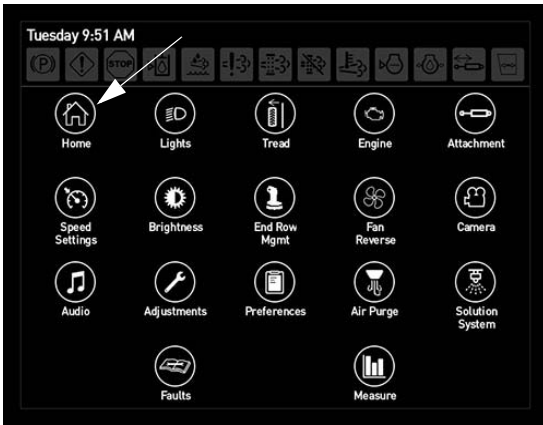 Tuesday 9:51 AM
(P) STOP
Home Lights Tread Engine Attachment
Speed Brightness End Row Fan Camera
Settings Mgmt Reverse
Audio Adjustments Preferences Air Purge Solution
System
Faults Measure